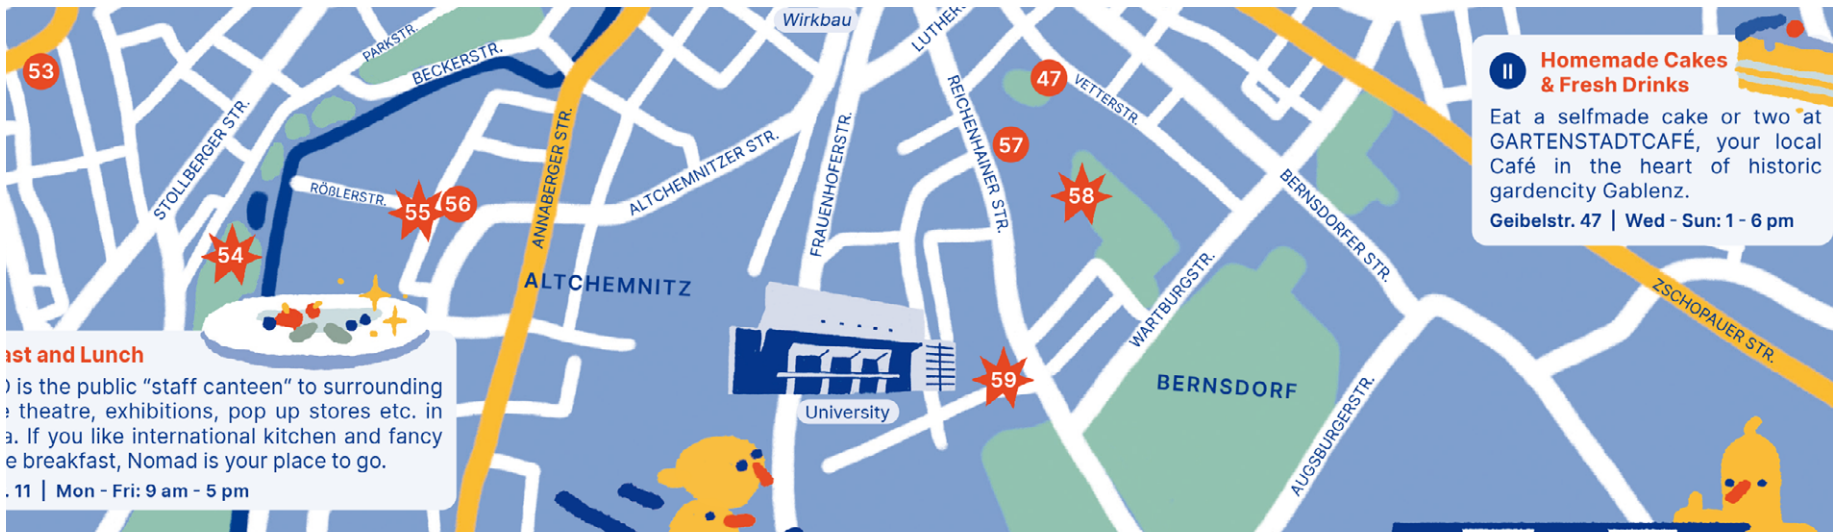 Wirkbau
LUTHER
PARKSTR.
BECKERSTR.
53
47
VETTERSTR.
REICHENHAINER STR.
57
STOLLBERGER STR.
ANNABERGER STR.
ALTCHEMNITZER STR.
FRAUENHOFERSTR.
RÖßLERSTR.
55
56
58
54
BERNSDORFER STR.
ALTCHEMNITZ
WARTBURGSTR.
ZSCHOPAUER STR.
59
BERNSDORF
University
AUGSBURGERSTR.
II
Homemade Cakes
& Fresh Drinks
Eat a selfmade cake or two at
GARTENSTADTCAFÉ, your local
Café in the heart of historic
gardencity Gablenz.
Geibelstr. 47 | Wed - Sun: 1 - 6 pm
ast and Lunch
is the public “staff canteen” to surrounding
e theatre, exhibitions, pop up stores etc. in
a. If you like international kitchen and fancy
e breakfast, Nomad is your place to go.
. 11 | Mon - Fri: 9 am - 5 pm